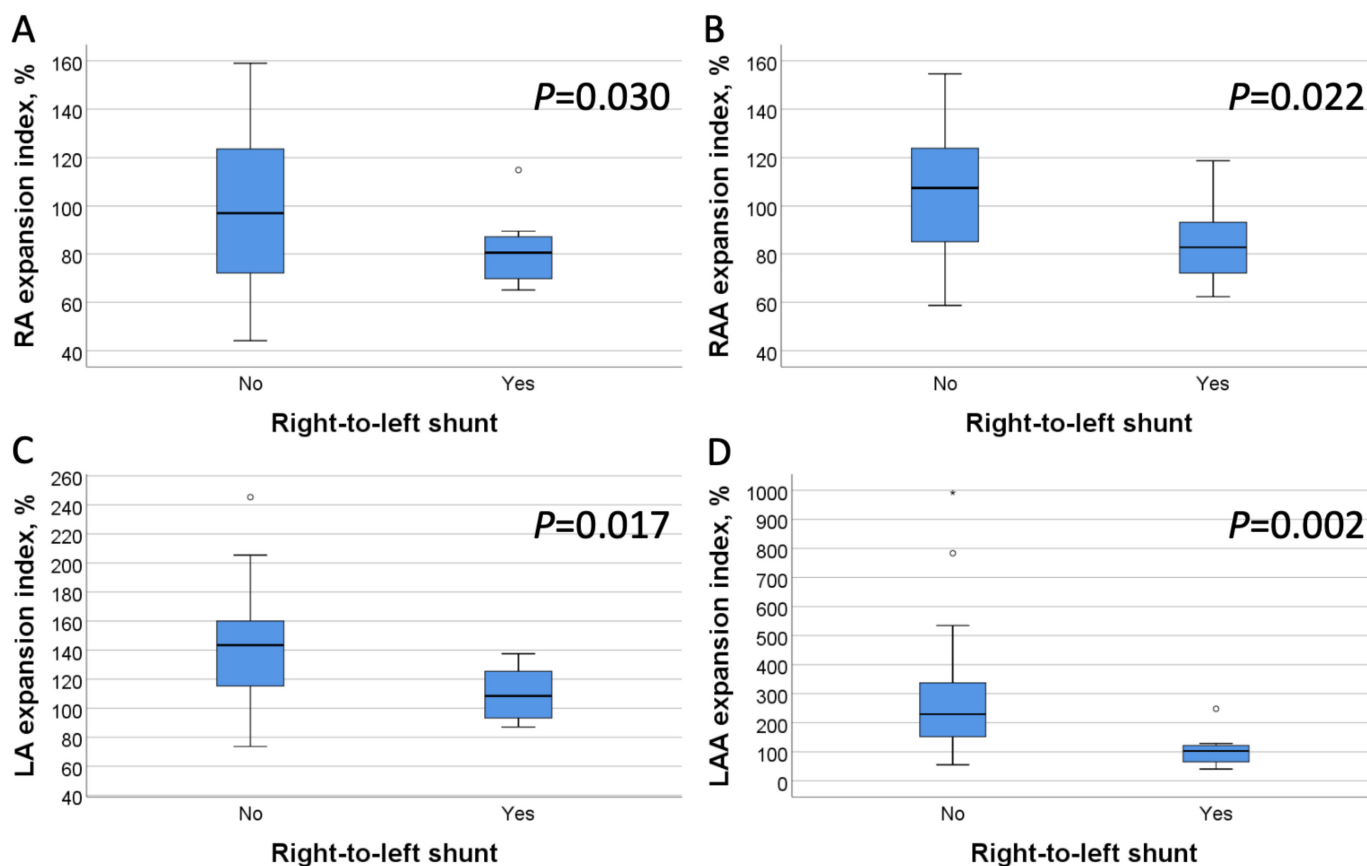 A
RA expansion index, %
160
140
120
100
80
60
40
P=0.030
No
Yes
Right-to-left shunt
B
RAA expansion index, %
160
140
120
100
80
60
40
P=0.022
No
Yes
Right-to-left shunt
C
LA expansion index, %
260
240
220
200
180
160
140
120
100
80
60
40
P=0.017
No
Yes
Right-to-left shunt
D
LAA expansion index, %
1000
900
800
700
600
500
400
300
200
100
0
P=0.002
No
Yes
Right-to-left shunt